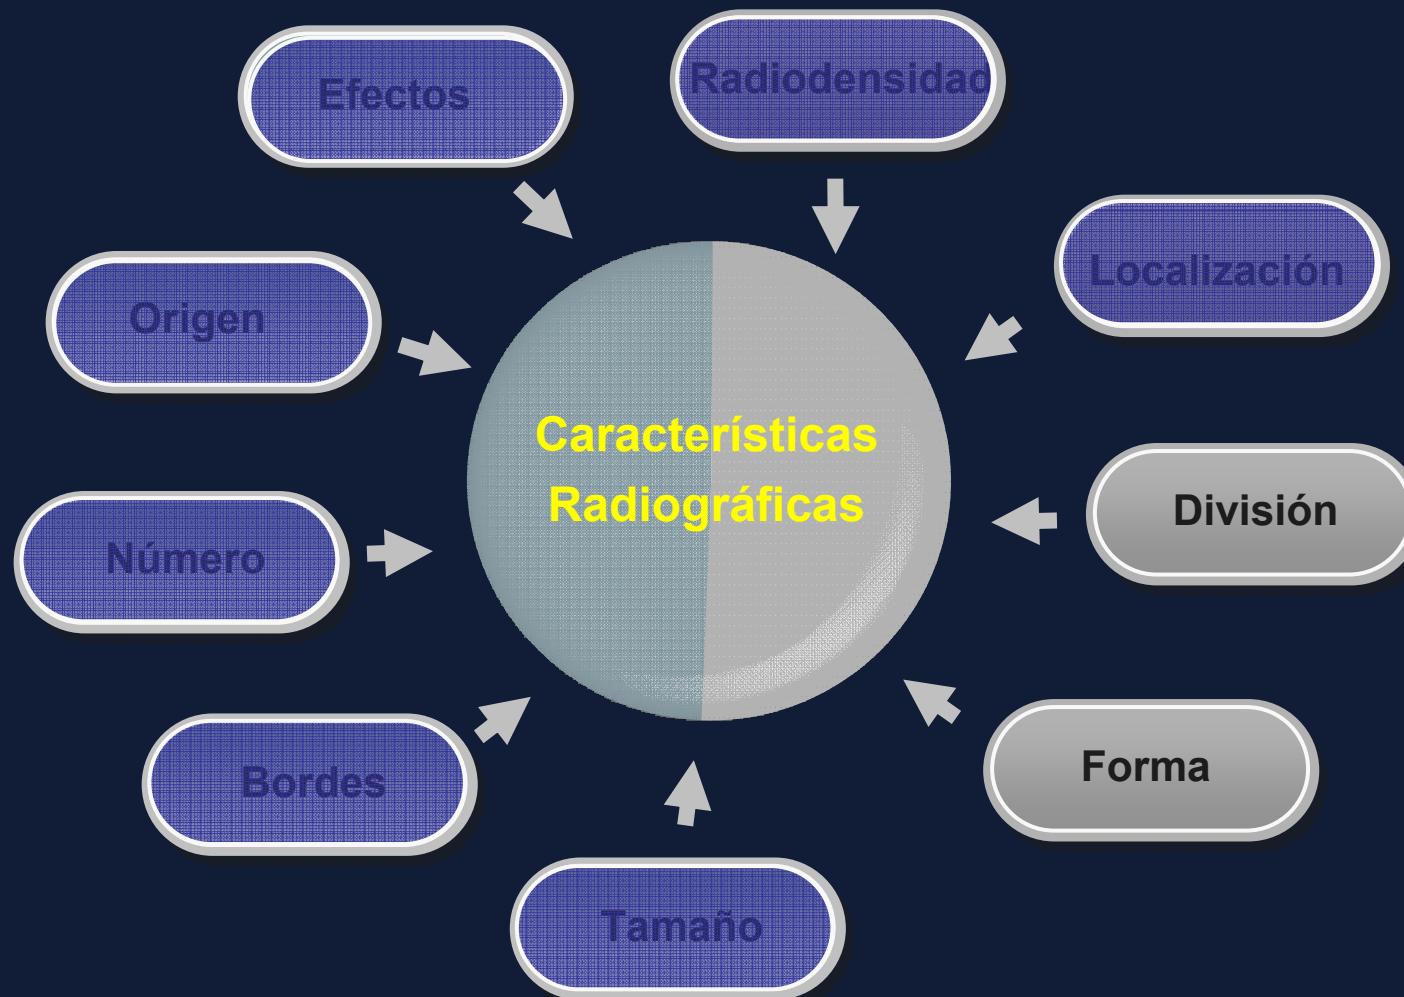 Efectos
Radiodensidad
Localización
Origen
Características
Radiográficas
División
Número
Forma
Bordes
Tamaño